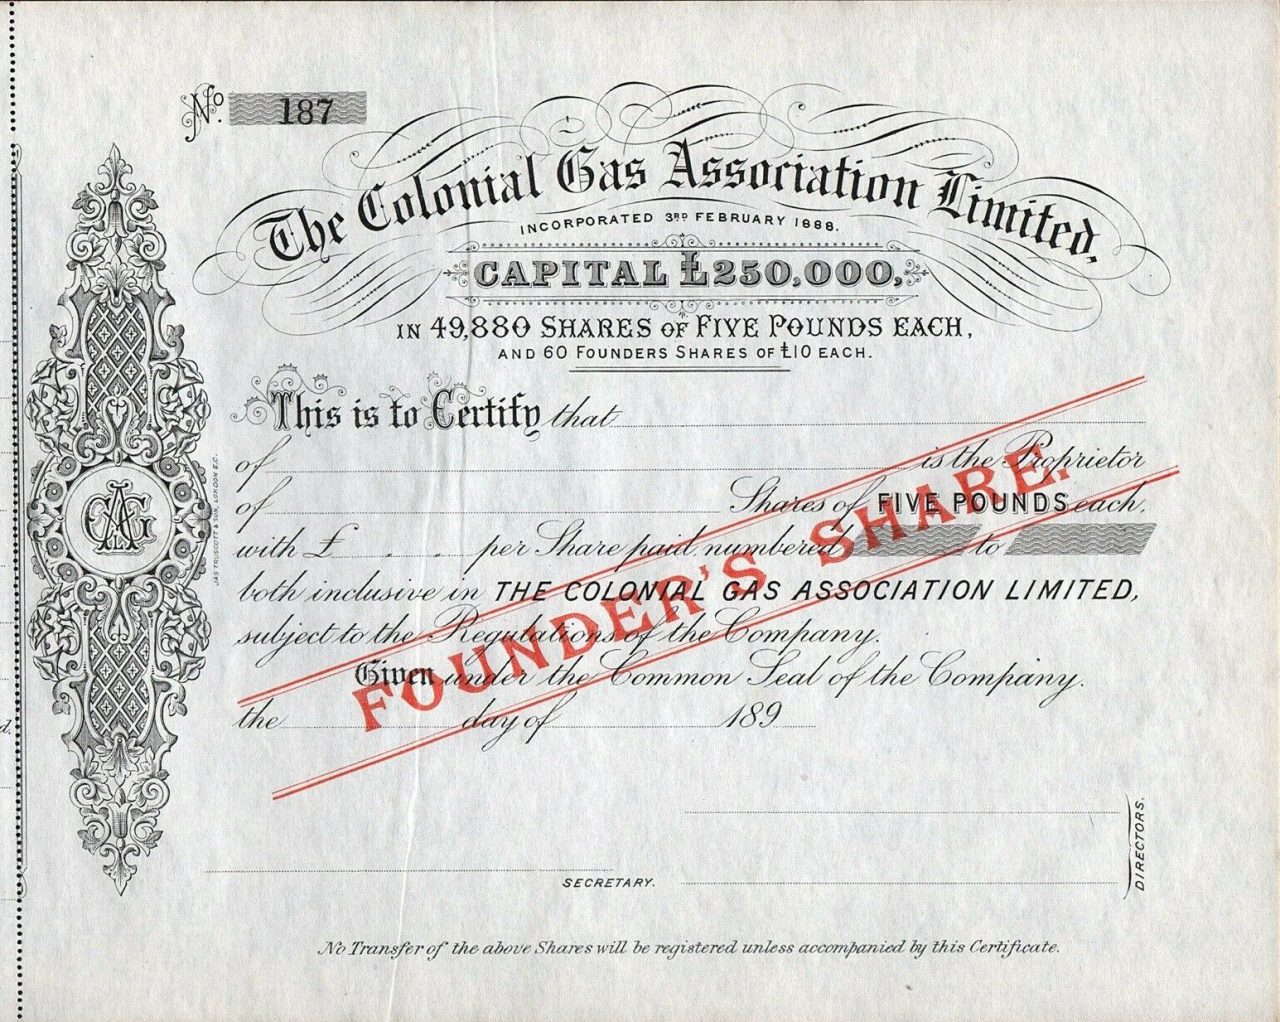 No. 187
The Colonial Gas Association Limited,
INCORPORATED 3RD FEBRUARY 1888.
CAPITAL £250,000,
IN 49,880 SHARES OF FIVE POUNDS EACH,
AND 60 FOUNDERS SHARES OF £10 EACH.
This is to Certify that
of is the Proprietor
of Shares of FIVE POUNDS each,
with £ per Share paid, numbered to
both inclusive in THE COLONIAL GAS ASSOCIATION LIMITED,
subject to the Regulations of the Company.
Given under the Common Seal of the Company.
the day of 189
FOUNDER'S SHARE.
CGAL
JAS TRUSCOTT & SON, LONDON E.C.
d.
SECRETARY.
DIRECTORS.
No Transfer of the above Shares will be registered unless accompanied by this Certificate.